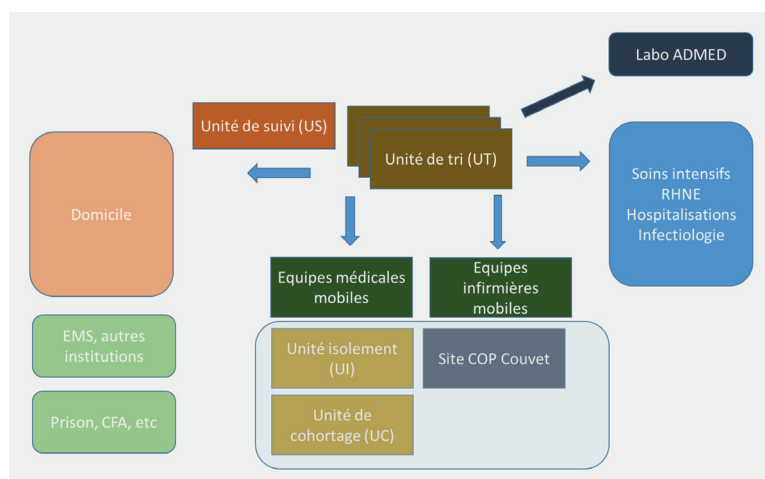 Labo ADMED
Unité de suivi (US)
Unité de tri (UT)
Domicile
Soins intensifs
RHNE
Hospitalisations
Infectiologie
Equipes médicales
mobiles
Equipes
infirmières
mobiles
EMS, autres
institutions
Unité isolement
(UI)
Site COP Couvet
Prison, CFA, etc
Unité de
cohortage (UC)